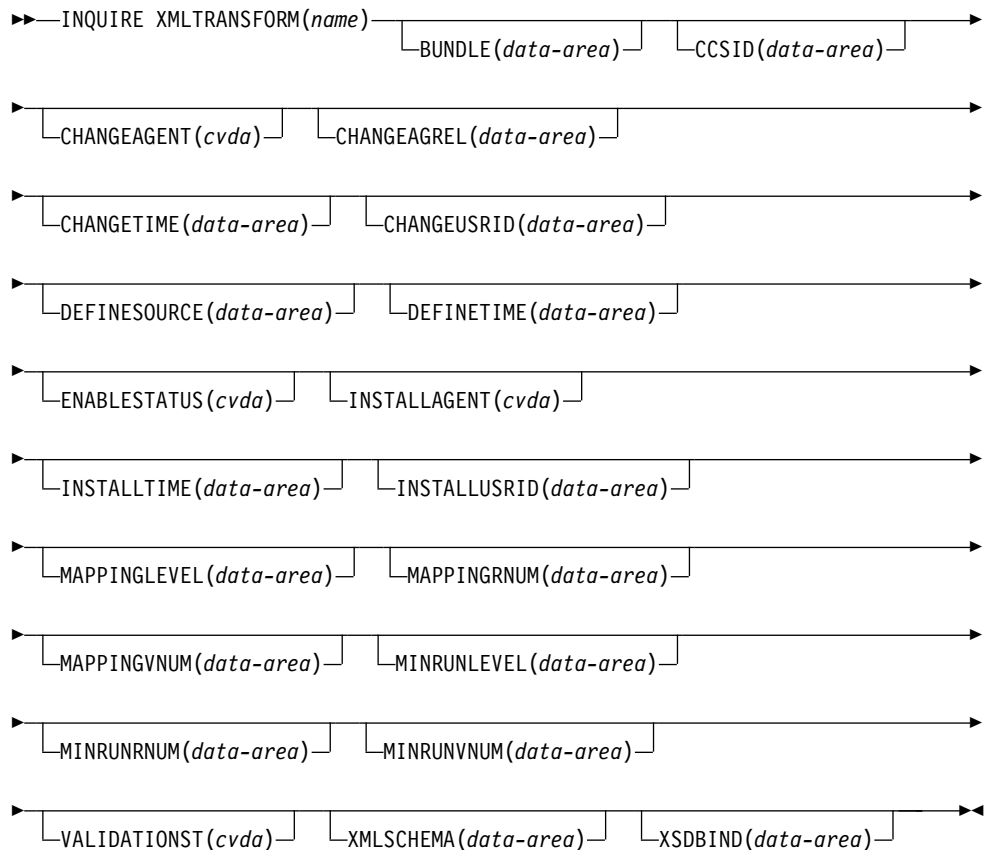 INQUIRE XMLTRANSFORM(name)
BUNDLE(data-area) CCSID(data-area)
CHANGEAGENT(cvda) CHANGEAGREL(data-area)
CHANGETIME(data-area) CHANGEUSRID(data-area)
DEFINESOURCE(data-area) DEFINETIME(data-area)
ENABLESTATUS(cvda) INSTALLAGENT(cvda)
INSTALLTIME(data-area) INSTALLUSRID(data-area)
MAPPINGLEVEL(data-area) MAPPINGRNUM(data-area)
MAPPINGVNUM(data-area) MINRUNLEVEL(data-area)
MINRUNRNUM(data-area) MINRUNVNUM(data-area)
VALIDATIONST(cvda) XMLSCHEMA(data-area) XSDBIND(data-area)